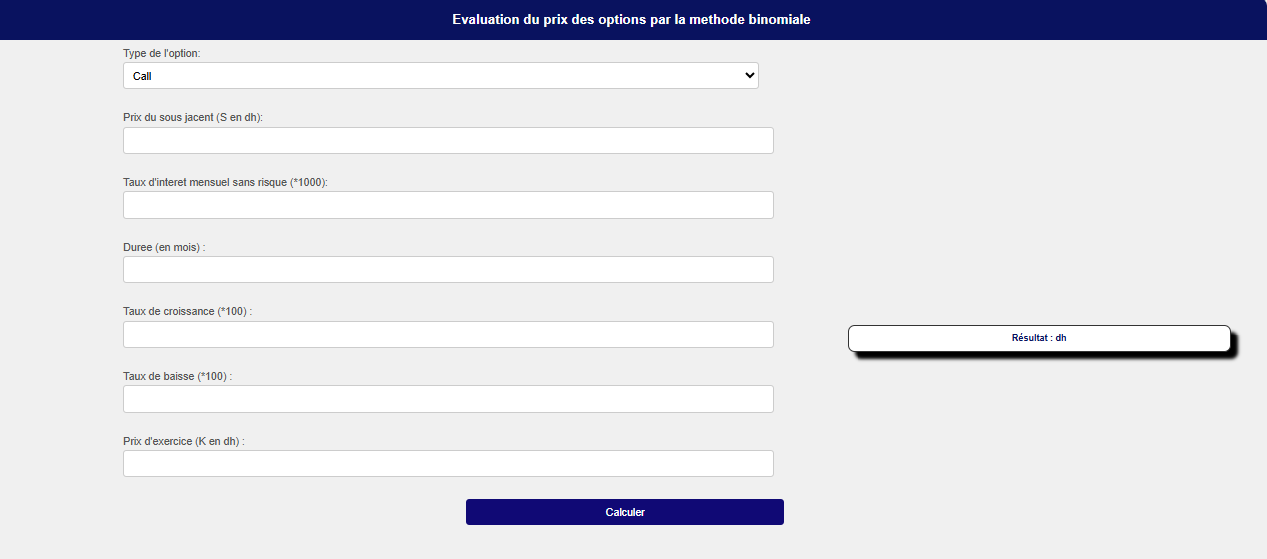 Evaluation du prix des options par la methode binomiale
Type de l'option:
Call
Prix du sous jacent (S en dh):
Taux d'interet mensuel sans risque (*1000):
Duree (en mois) :
Taux de croissance (*100) :
Résultat : dh
Taux de baisse (*100) :
Prix d'exercice (K en dh) :
Calculer